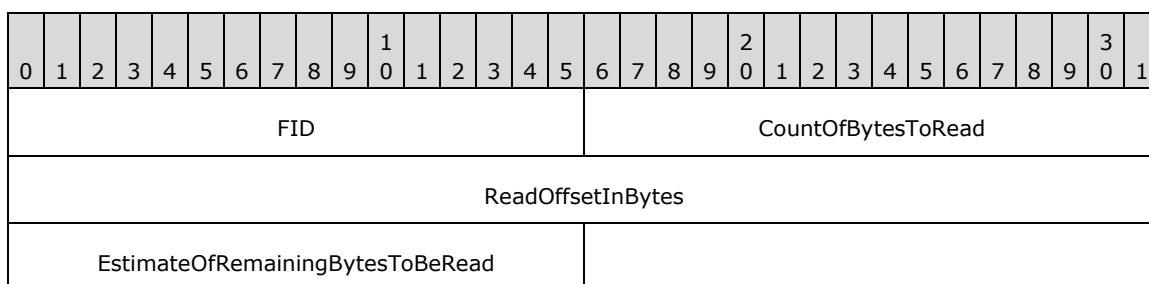 1 2 3
0 1 2 3 4 5 6 7 8 9 0 1 2 3 4 5 6 7 8 9 0 1 2 3 4 5 6 7 8 9 0 1
FID CountOfBytesToRead
ReadOffsetInBytes
EstimateOfRemainingBytesToBeRead